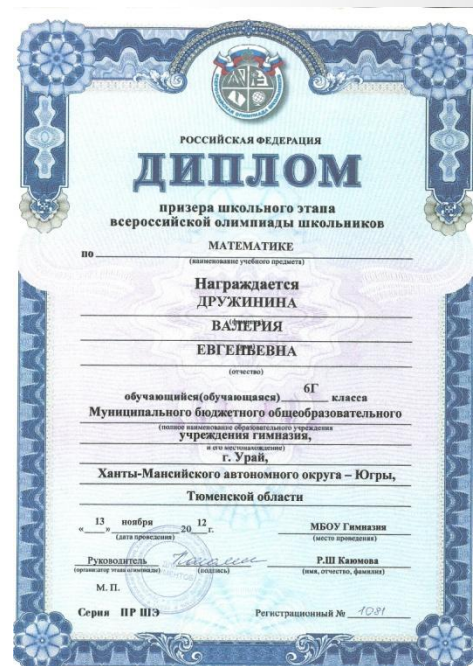 РОССИЙСКАЯ ФЕДЕРАЦИЯ
ДИПЛОМ
призера школьного этапа
всероссийской олимпиады школьников
по МАТЕМАТИКЕ
(наименование учебного предмета)
Награждается
ДРУЖИНИНА
ВАЛЕРИЯ
ЕВГЕНЬЕВНА
(отчество)
обучающийся(обучающаяся) 6Г класса
Муниципального бюджетного общеобразовательного
(полное наименование образовательного учреждения
учреждения гимназия,
и его местонахождение)
г. Урай,
Ханты-Мансийского автономного округа – Югры,
Тюменской области
« 13 » ноября 20 12 г. МБОУ Гимназия
(дата проведения) (место проведения)
Руководитель Р.Ш Каюмова
(организатор этапа олимпиады) (подпись) (имя, отчество, фамилия)
М. П.
Серия ПР ШЭ Регистрационный № 1081